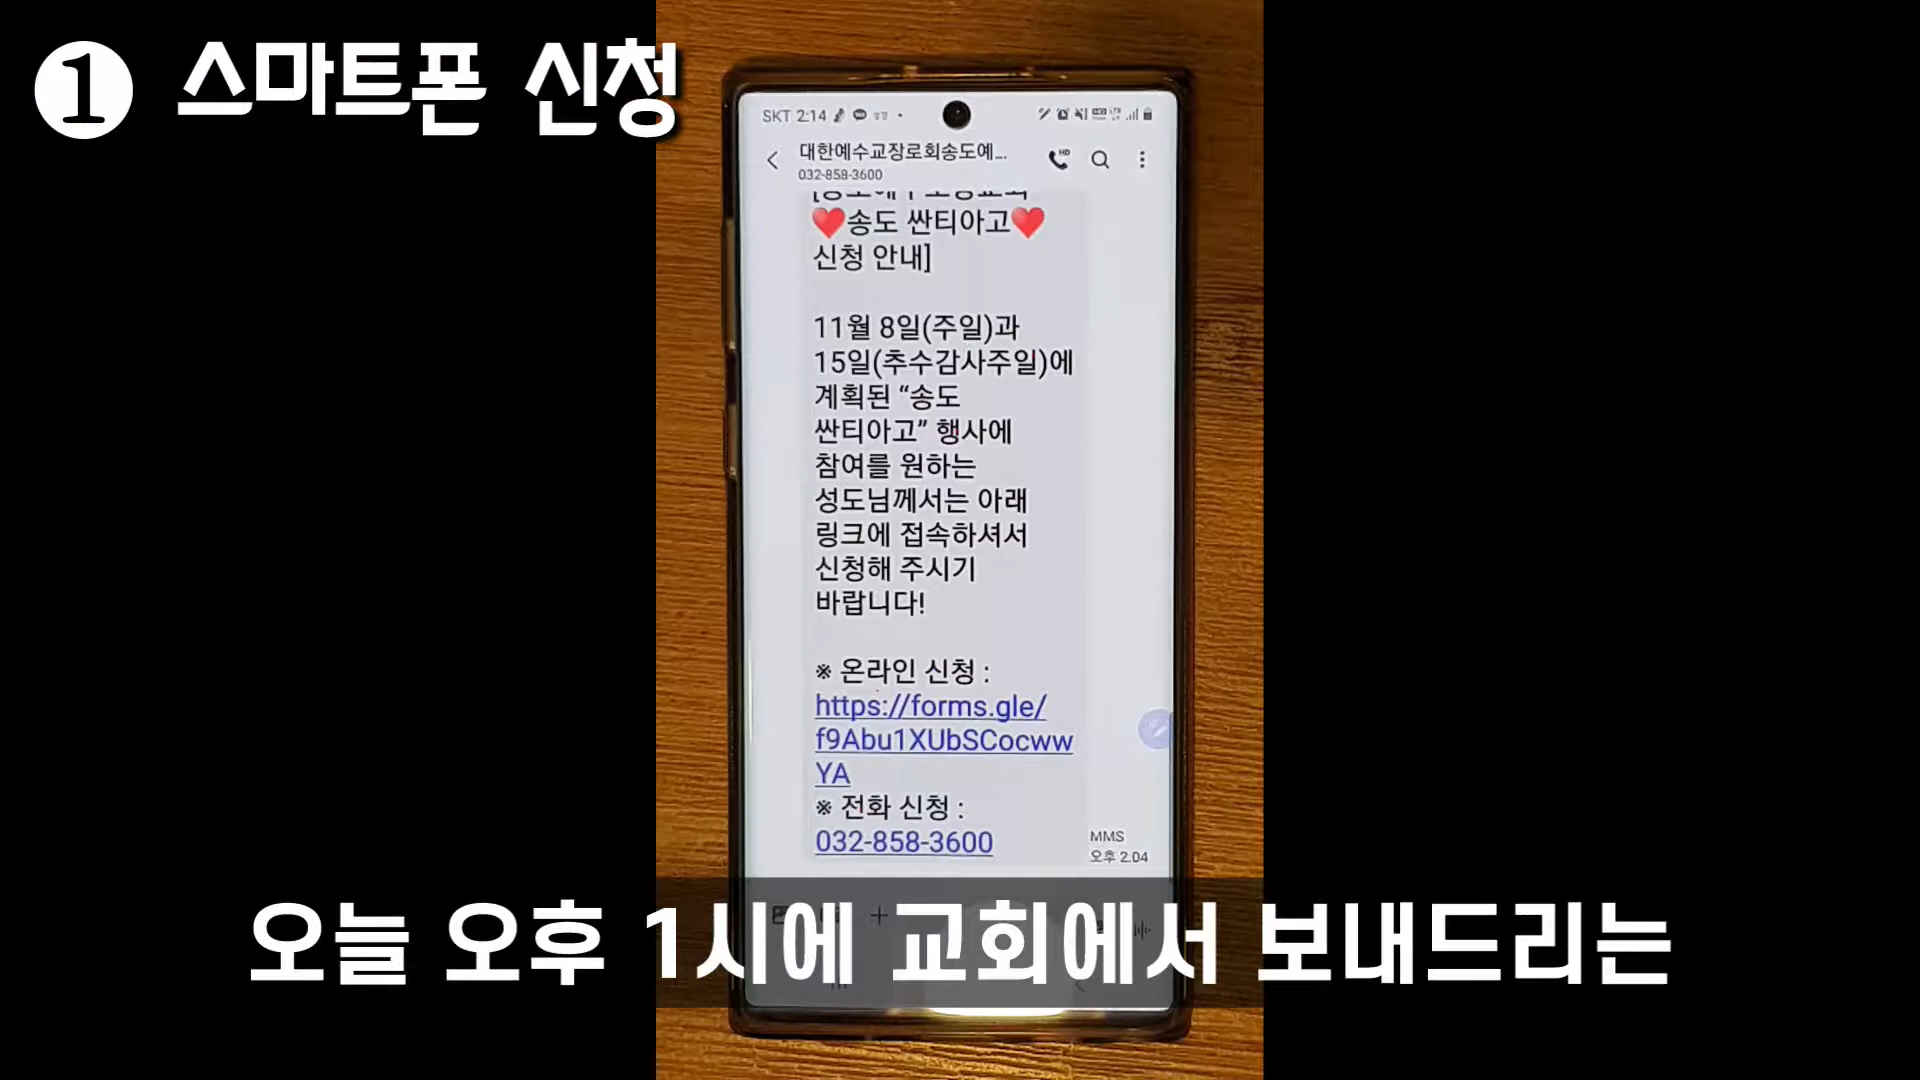 1 스마트폰 신청
SKT 2:14
대한예수교장로회송도예...
032-858-3600
❤️송도 싼티아고❤️
신청 안내]
11월 8일(주일)과
15일(추수감사주일)에
계획된 “송도
싼티아고” 행사에
참여를 원하는
성도님께서는 아래
링크에 접속하셔서
신청해 주시기
바랍니다!
※ 온라인 신청 :
https://forms.gle/
f9Abu1XUbSCocww
YA
※ 전화 신청 :
032-858-3600
MMS
오후 2:04
오늘 오후 1시에 교회에서 보내드리는